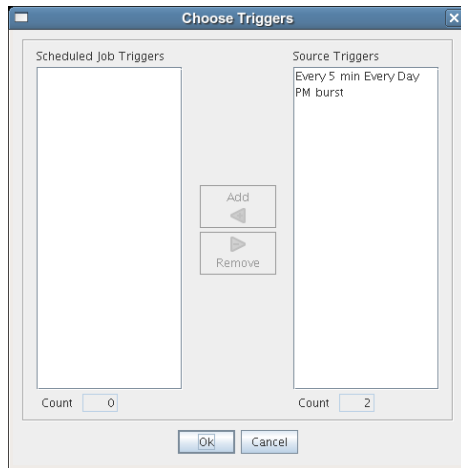 Choose Triggers
Scheduled Job Triggers
Source Triggers
Every 5 min Every Day
PM burst
Add
Remove
Count 0
Count 2
Ok
Cancel